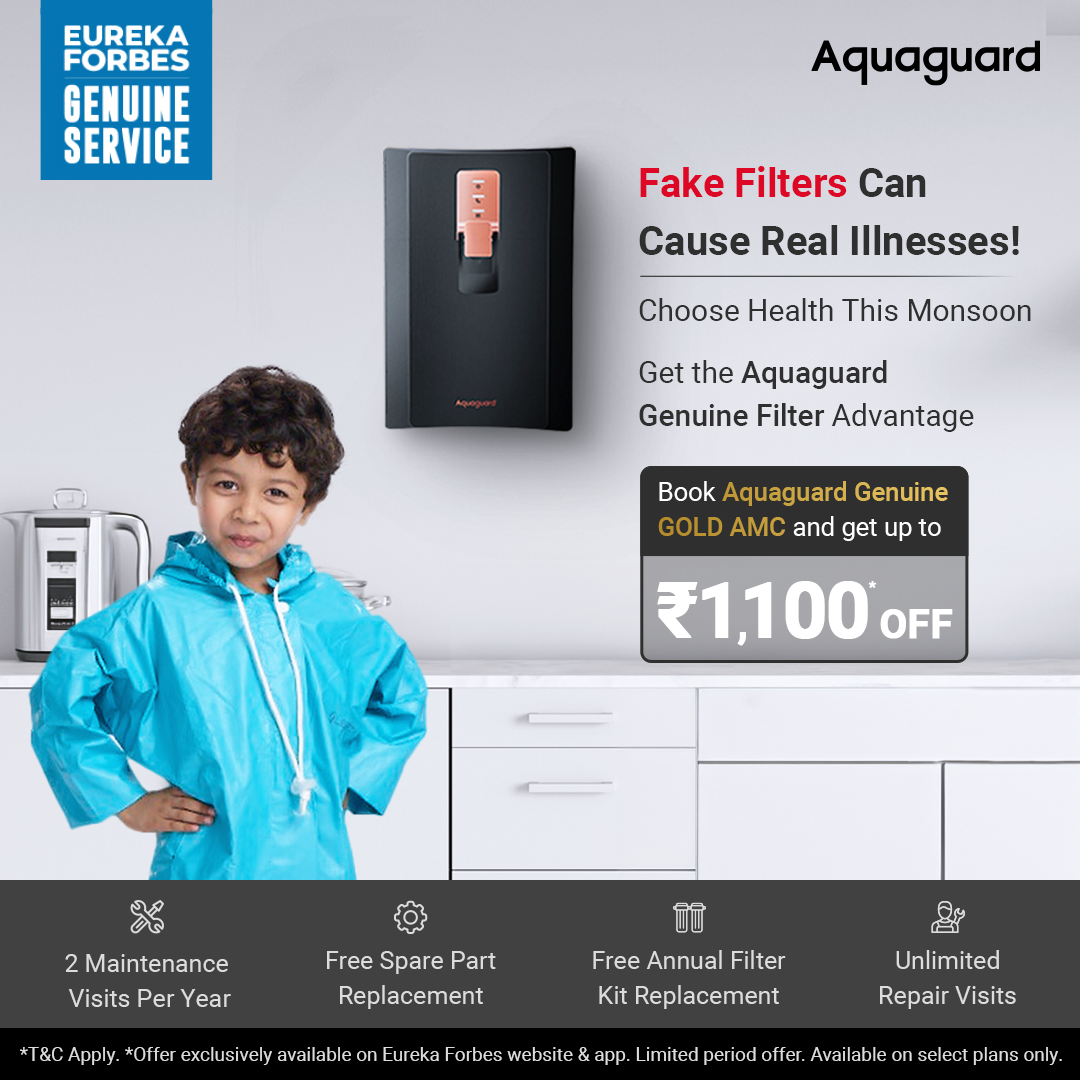 EUREKA
FORBES
GENUINE
SERVICE
Aquaguard
Fake Filters Can
Cause Real Illnesses!
Choose Health This Monsoon
Get the Aquaguard
Genuine Filter Advantage
Aquaguard
Book Aquaguard Genuine
GOLD AMC and get up to
₹1,100* OFF
2 Maintenance
Visits Per Year
Free Spare Part
Replacement
Free Annual Filter
Kit Replacement
Unlimited
Repair Visits
*T&C Apply. *Offer exclusively available on Eureka Forbes website & app. Limited period offer. Available on select plans only.